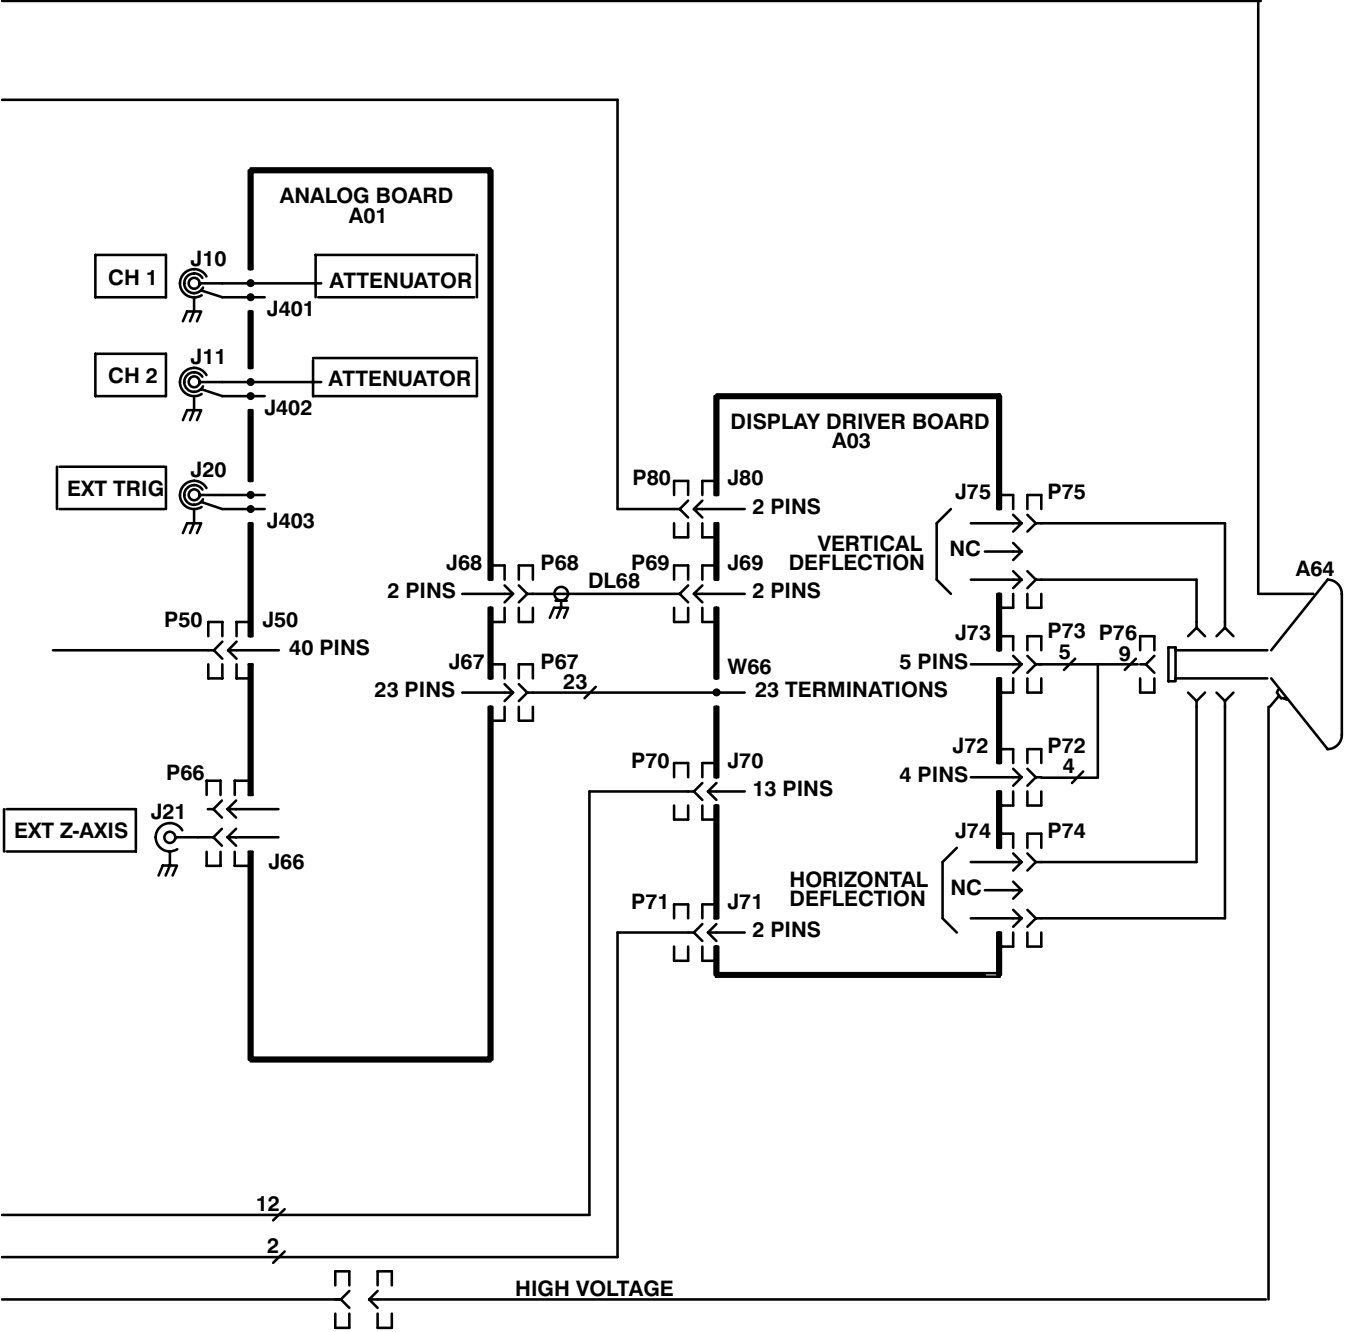 ANALOG BOARD
A01
J10
CH 1
ATTENUATOR
J401
J11
CH 2
ATTENUATOR
J402
J20
EXT TRIG
J403
J68
P68
2 PINS
DL68
P50
J50
40 PINS
J67
P67
23 PINS
23
P66
J21
EXT Z-AXIS
J66
DISPLAY DRIVER BOARD
A03
P80
J80
2 PINS
P69
J69
2 PINS
W66
23 TERMINATIONS
P70
J70
13 PINS
P71
J71
2 PINS
J75
P75
VERTICAL
DEFLECTION
NC
J73
P73
5 PINS
5
P76
9
J72
P72
4 PINS
4
J74
P74
HORIZONTAL
DEFLECTION
NC
A64
12
2
HIGH VOLTAGE